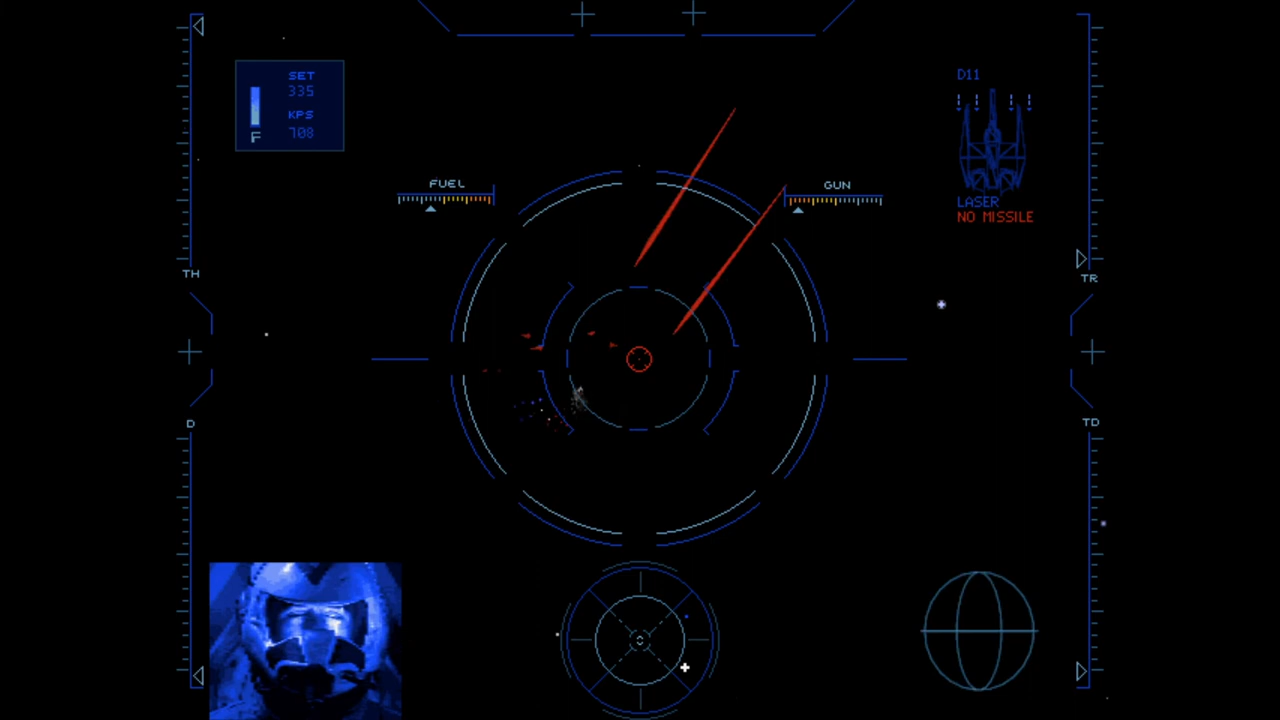 SET
335
KPS
708
F
D11
FUEL
GUN
LASER
NO MISSILE
TH
TR
D
TD